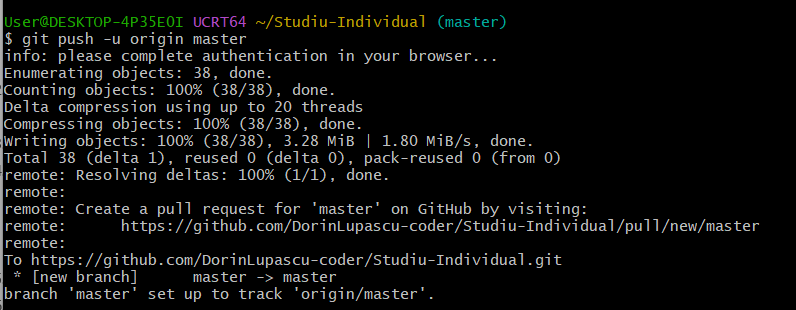 User@DESKTOP-4P35E0I UCRT64 ~/Studiu-Individual (master)
$ git push -u origin master
info: please complete authentication in your browser...
Enumerating objects: 38, done.
Counting objects: 100% (38/38), done.
Delta compression using up to 20 threads
Compressing objects: 100% (38/38), done.
Writing objects: 100% (38/38), 3.28 MiB | 1.80 MiB/s, done.
Total 38 (delta 1), reused 0 (delta 0), pack-reused 0 (from 0)
remote: Resolving deltas: 100% (1/1), done.
remote:
remote: Create a pull request for 'master' on GitHub by visiting:
remote:      https://github.com/DorinLupascu-coder/Studiu-Individual/pull/new/master
remote:
To https://github.com/DorinLupascu-coder/Studiu-Individual.git
 * [new branch]      master -> master
branch 'master' set up to track 'origin/master'.